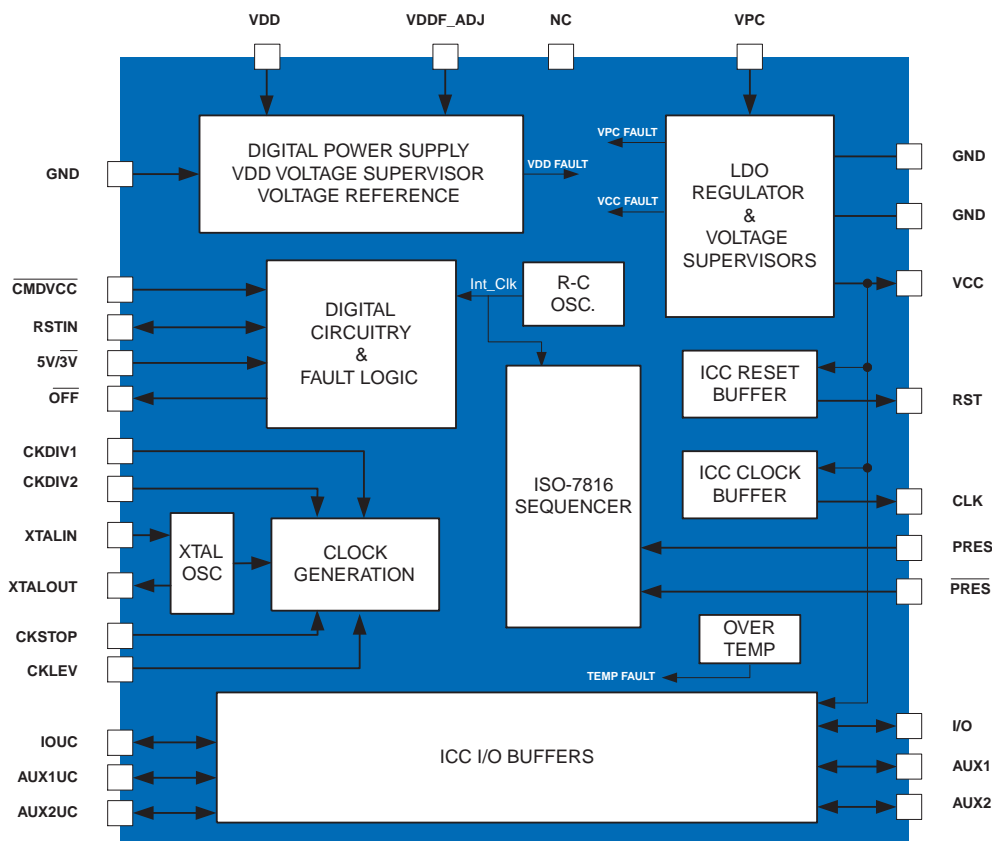 VDD
VDDF_ADJ
NC
VPC
GND
DIGITAL POWER SUPPLY
VDD VOLTAGE SUPERVISOR
VOLTAGE REFERENCE
VDD FAULT
VPC FAULT
VCC FAULT
LDO
REGULATOR
&
VOLTAGE
SUPERVISORS
GND
GND
VCC
CMDVCC
RSTIN
5V/3V
OFF
DIGITAL
CIRCUITRY
&
FAULT LOGIC
Int_Clk
R-C
OSC.
ICC RESET
BUFFER
RST
ICC CLOCK
BUFFER
CLK
ISO-7816
SEQUENCER
PRES
PRES
CKDIV1
CKDIV2
XTALIN
XTALOUT
CKSTOP
CKLEV
XTAL
OSC
CLOCK
GENERATION
OVER
TEMP
TEMP FAULT
IOUC
AUX1UC
AUX2UC
ICC I/O BUFFERS
I/O
AUX1
AUX2